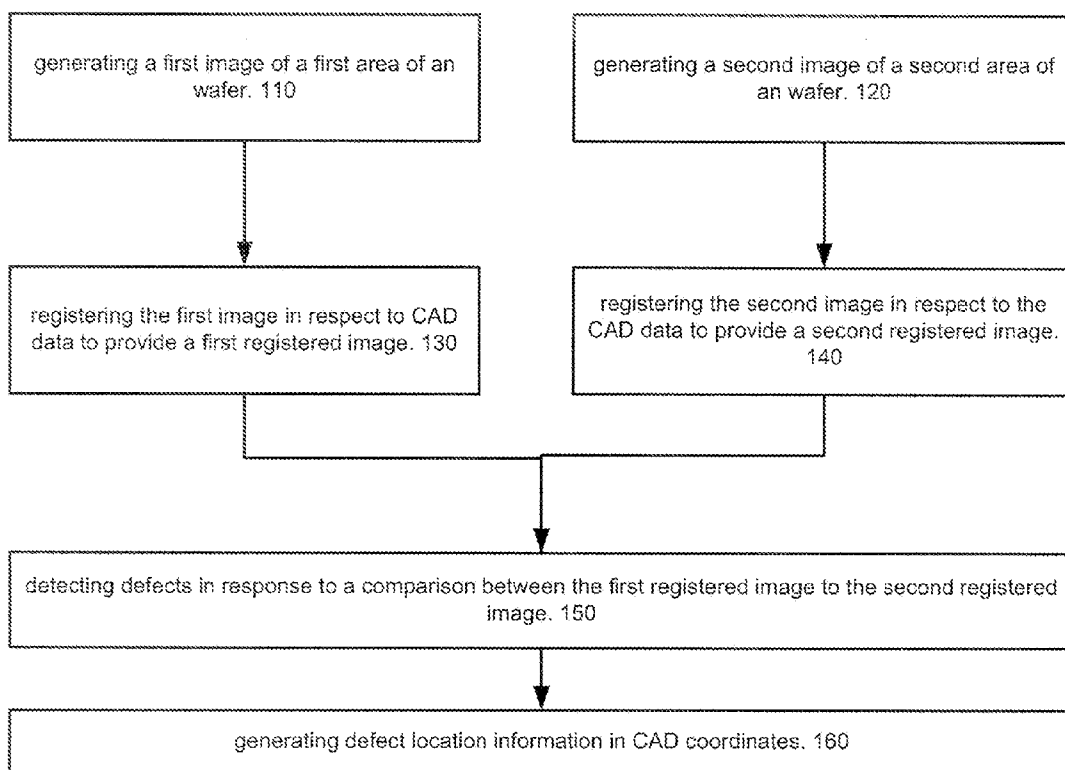 generating a first image of a first area of an
wafer. 110
generating a second image of a second area of
an wafer. 120
registering the first image in respect to CAD
data to provide a first registered image. 130
registering the second image in respect to the
CAD data to provide a second registered image.
140
detecting defects in response to a comparison between the first registered image to the second registered
image. 150
generating defect location information in CAD coordinates. 160